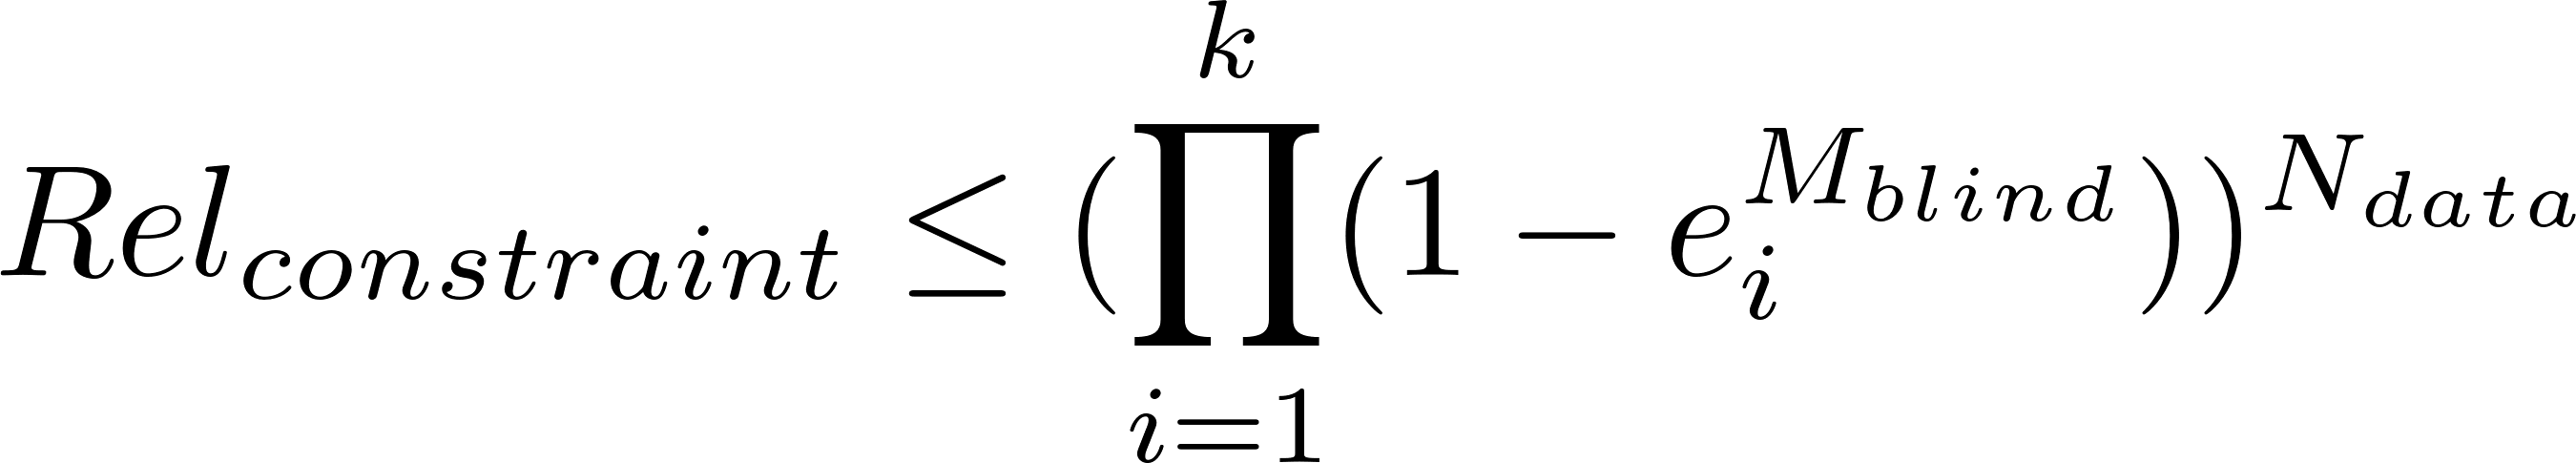 Rel_{constraint} \leq (\prod_{i=1}^{k}(1 - e_i^{M_{blind}}))^{N_{data}}